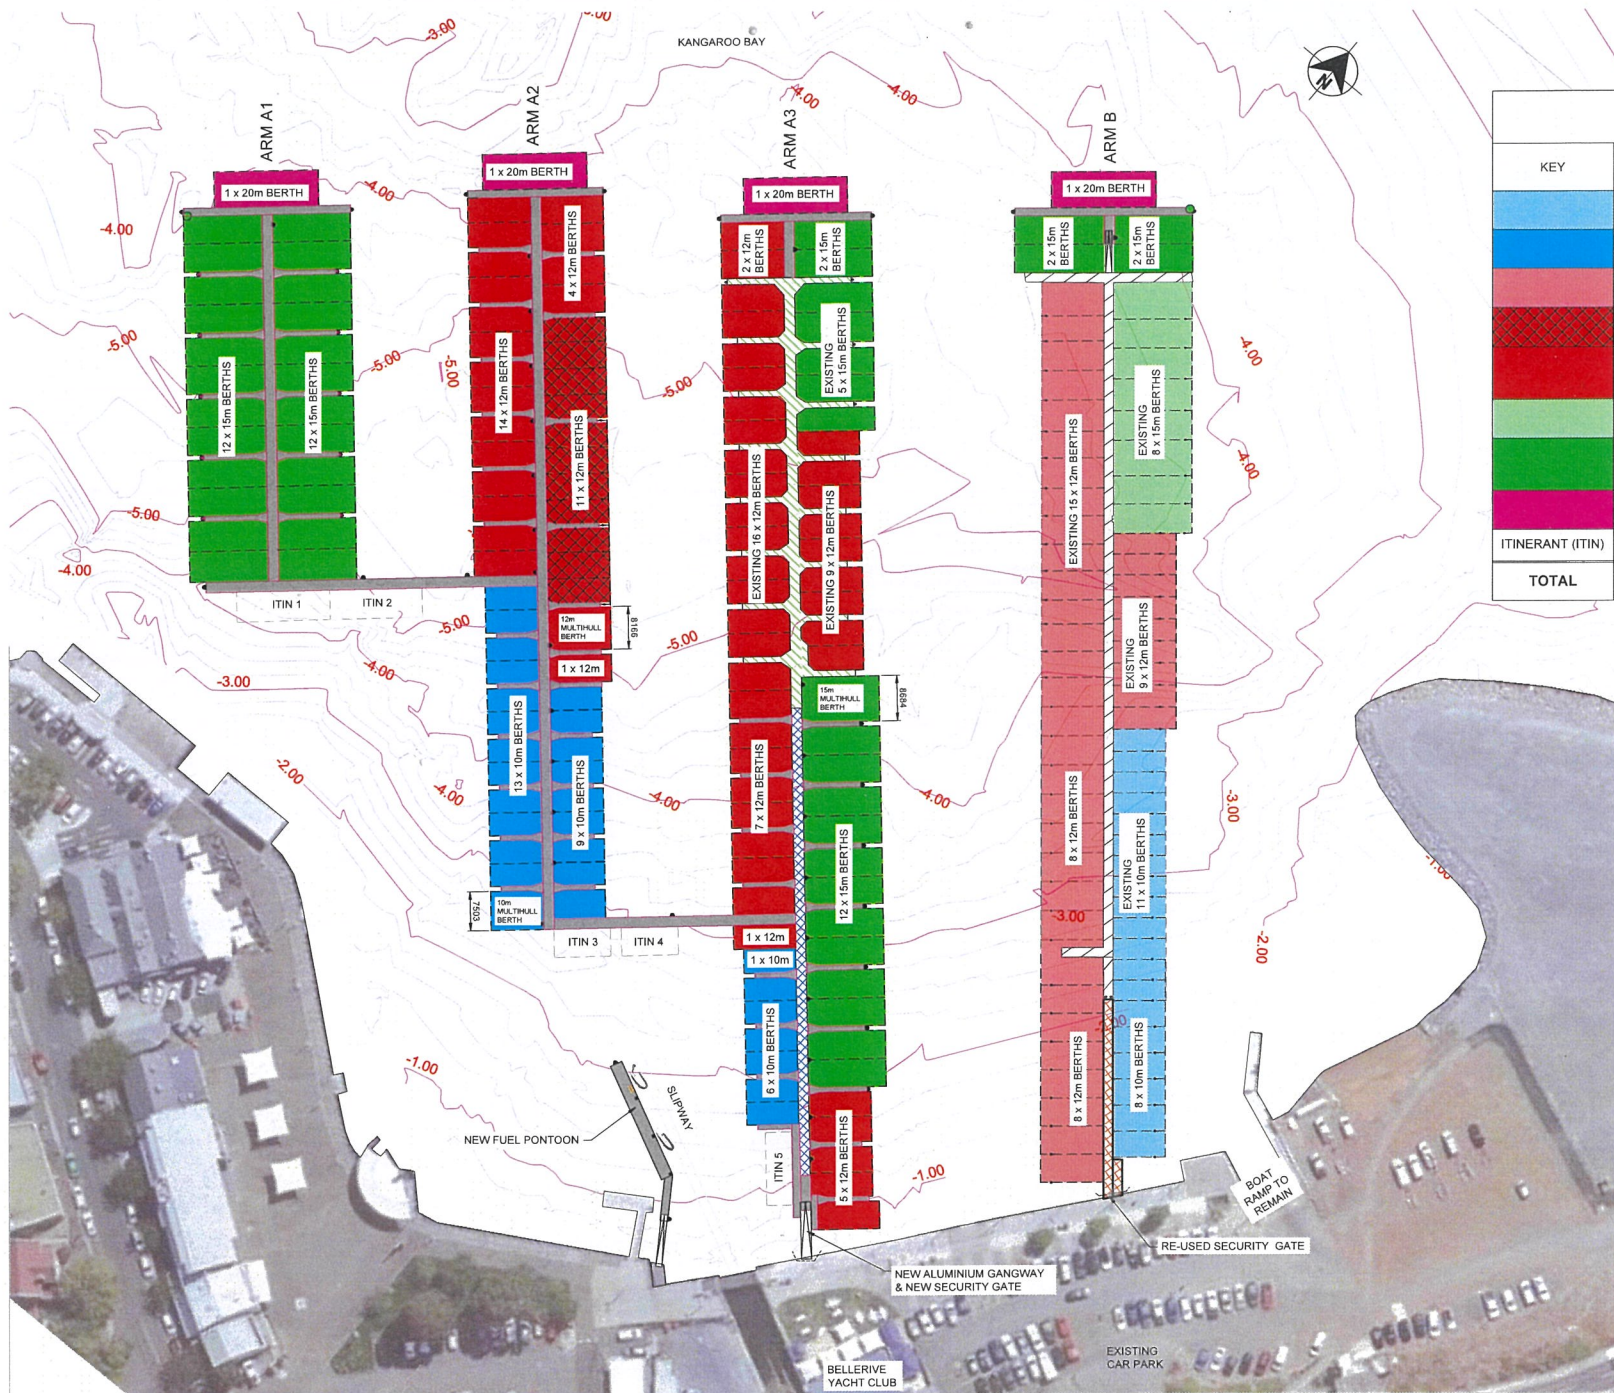 KANGAROO BAY
N
ARM A1
ARM A2
ARM A3
ARM B
KEY
ITINERANT (ITIN)
TOTAL
1 x 20m BERTH
12 x 15m BERTHS
12 x 15m BERTHS
ITIN 1
ITIN 2
1 x 20m BERTH
4 x 12m BERTHS
14 x 12m BERTHS
11 x 12m BERTHS
12m
MULTIHULL
BERTH
8166
1 x 12m
13 x 10m BERTHS
9 x 10m BERTHS
10m
MULTIHULL
BERTH
7503
ITIN 3
ITIN 4
1 x 20m BERTH
2 x 12m
BERTHS
2 x 15m
BERTHS
EXISTING
5 x 15m BERTHS
EXISTING 16 x 12m BERTHS
EXISTING 9 x 12m BERTHS
15m
MULTIHULL
BERTH
8684
7 x 12m BERTHS
12 x 15m BERTHS
1 x 12m
1 x 10m
6 x 10m BERTHS
5 x 12m BERTHS
ITIN 5
1 x 20m BERTH
2 x 15m
BERTHS
2 x 15m
BERTHS
EXISTING 15 x 12m BERTHS
EXISTING
8 x 15m BERTHS
EXISTING
9 x 12m BERTHS
8 x 12m BERTHS
EXISTING
11 x 10m BERTHS
8 x 12m BERTHS
8 x 10m BERTHS
SLIPWAY
NEW FUEL PONTOON
BOAT
RAMP TO
REMAIN
RE-USED SECURITY GATE
NEW ALUMINIUM GANGWAY
& NEW SECURITY GATE
BELLERIVE
YACHT CLUB
EXISTING
CAR PARK
-3.00
-4.00
-4.00
-4.00
-4.00
-5.00
-5.00
-5.00
-5.00
-4.00
-4.00
-5.00
-4.00
-5.00
-5.00
-4.00
-3.00
-2.00
-4.00
-4.00
-4.00
-3.00
-3.00
-2.00
-1.00
-1.00
-1.00